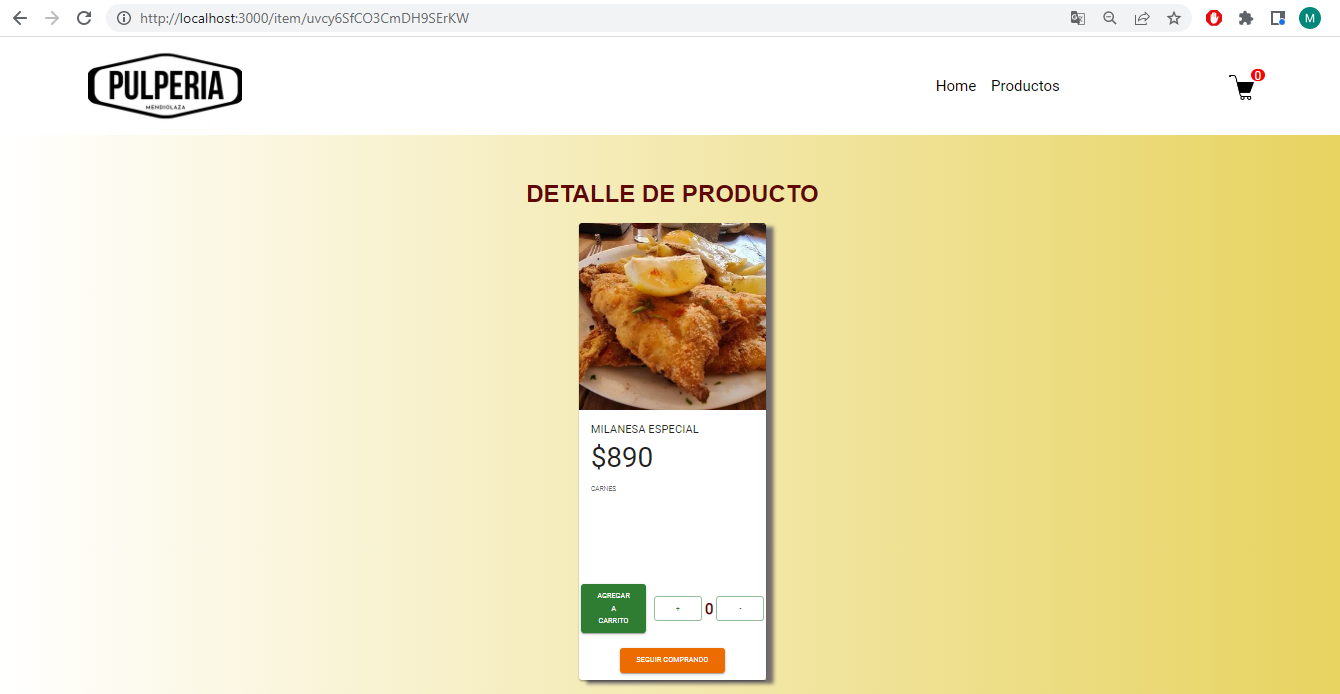 http://localhost:3000/item/uvcy6SfCO3CmDH9SErKW
M
PULPERIA
MENDIOLAZA
Home Productos
0
DETALLE DE PRODUCTO
MILANESA ESPECIAL
$890
CARNES
AGREGAR
A
CARRITO
+ 0 -
SEGUIR COMPRANDO